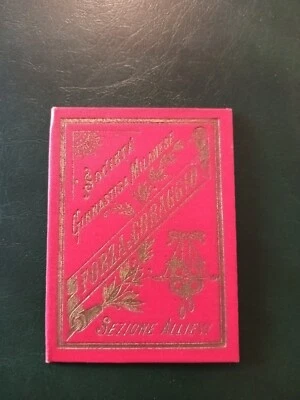 Società
Ginnastica Milanese
Forza e Coraggio
Sezione Allievi